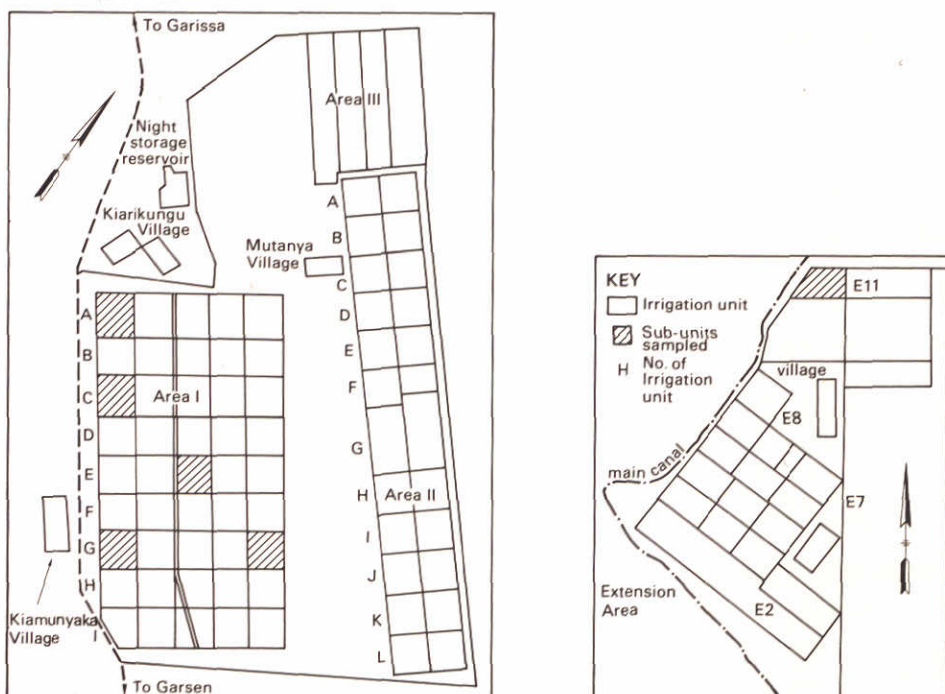 To Garissa
Area III
Night
storage
reservoir
Kiarikungu
Village
Mutanya
Village
A
B
C
D
E
F
G
H
I
J
K
L
Area II
A
B
C
D
E
F
G
H
I
Area I
Kiamunyaka
Village
To Garsen
KEY
Irrigation unit
Sub-units
sampled
H No. of
Irrigation
unit
E11
village
E8
main canal
E7
Extension
Area
E2